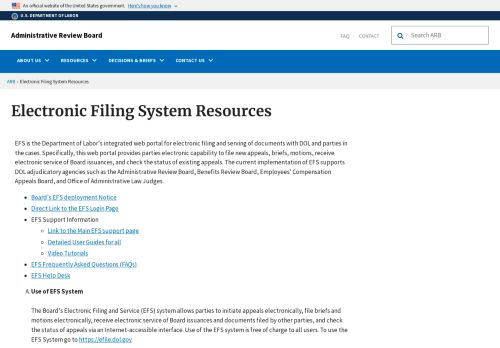 An official website of the United States government. Here's how you know
U.S. DEPARTMENT OF LABOR
Administrative Review Board
FAQ
CONTACT
Search ARB
ABOUT US
RESOURCES
DECISIONS & BRIEFS
CONTACT US
ARB › Electronic Filing System Resources
Electronic Filing System Resources
EFS is the Department of Labor's integrated web portal for electronic filing and serving of documents with DOL and parties in
the cases. Specifically, this web portal provides parties electronic capability to file new appeals, briefs, motions, receive
electronic service of Board issuances, and check the status of existing appeals. The current implementation of EFS supports
DOL adjudicatory agencies such as the Administrative Review Board, Benefits Review Board, Employees' Compensation
Appeals Board, and Office of Administrative Law Judges.
Board's EFS deployment Notice
Direct Link to the EFS Login Page
EFS Support Information
Link to the Main EFS support page
Detailed User Guides for all
Video Tutorials
EFS Frequently Asked Questions (FAQs)
EFS Help Desk
A. Use of EFS System
The Board's Electronic Filing and Service (EFS) system allows parties to initiate appeals electronically, file briefs and
motions electronically, receive electronic service of Board issuances and documents filed by other parties, and check
the status of appeals via an Internet-accessible interface. Use of the EFS system is free of charge to all users. To use the
EFS System go to https://efile.dol.gov.